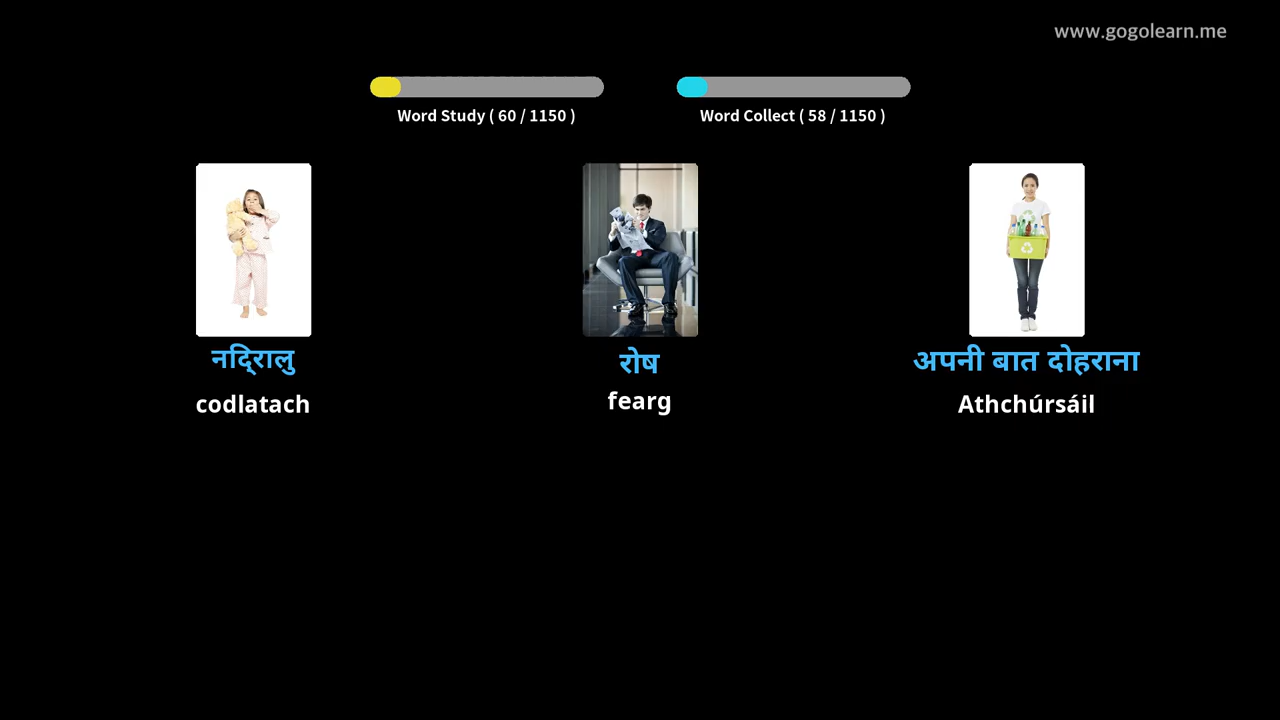 www.gogolearn.me
Word Study ( 60 / 1150 )
Word Collect ( 58 / 1150 )
नदि्रालु
रोष
अपनी बात दोहराना
codlatach
fearg
Athchúrsáil